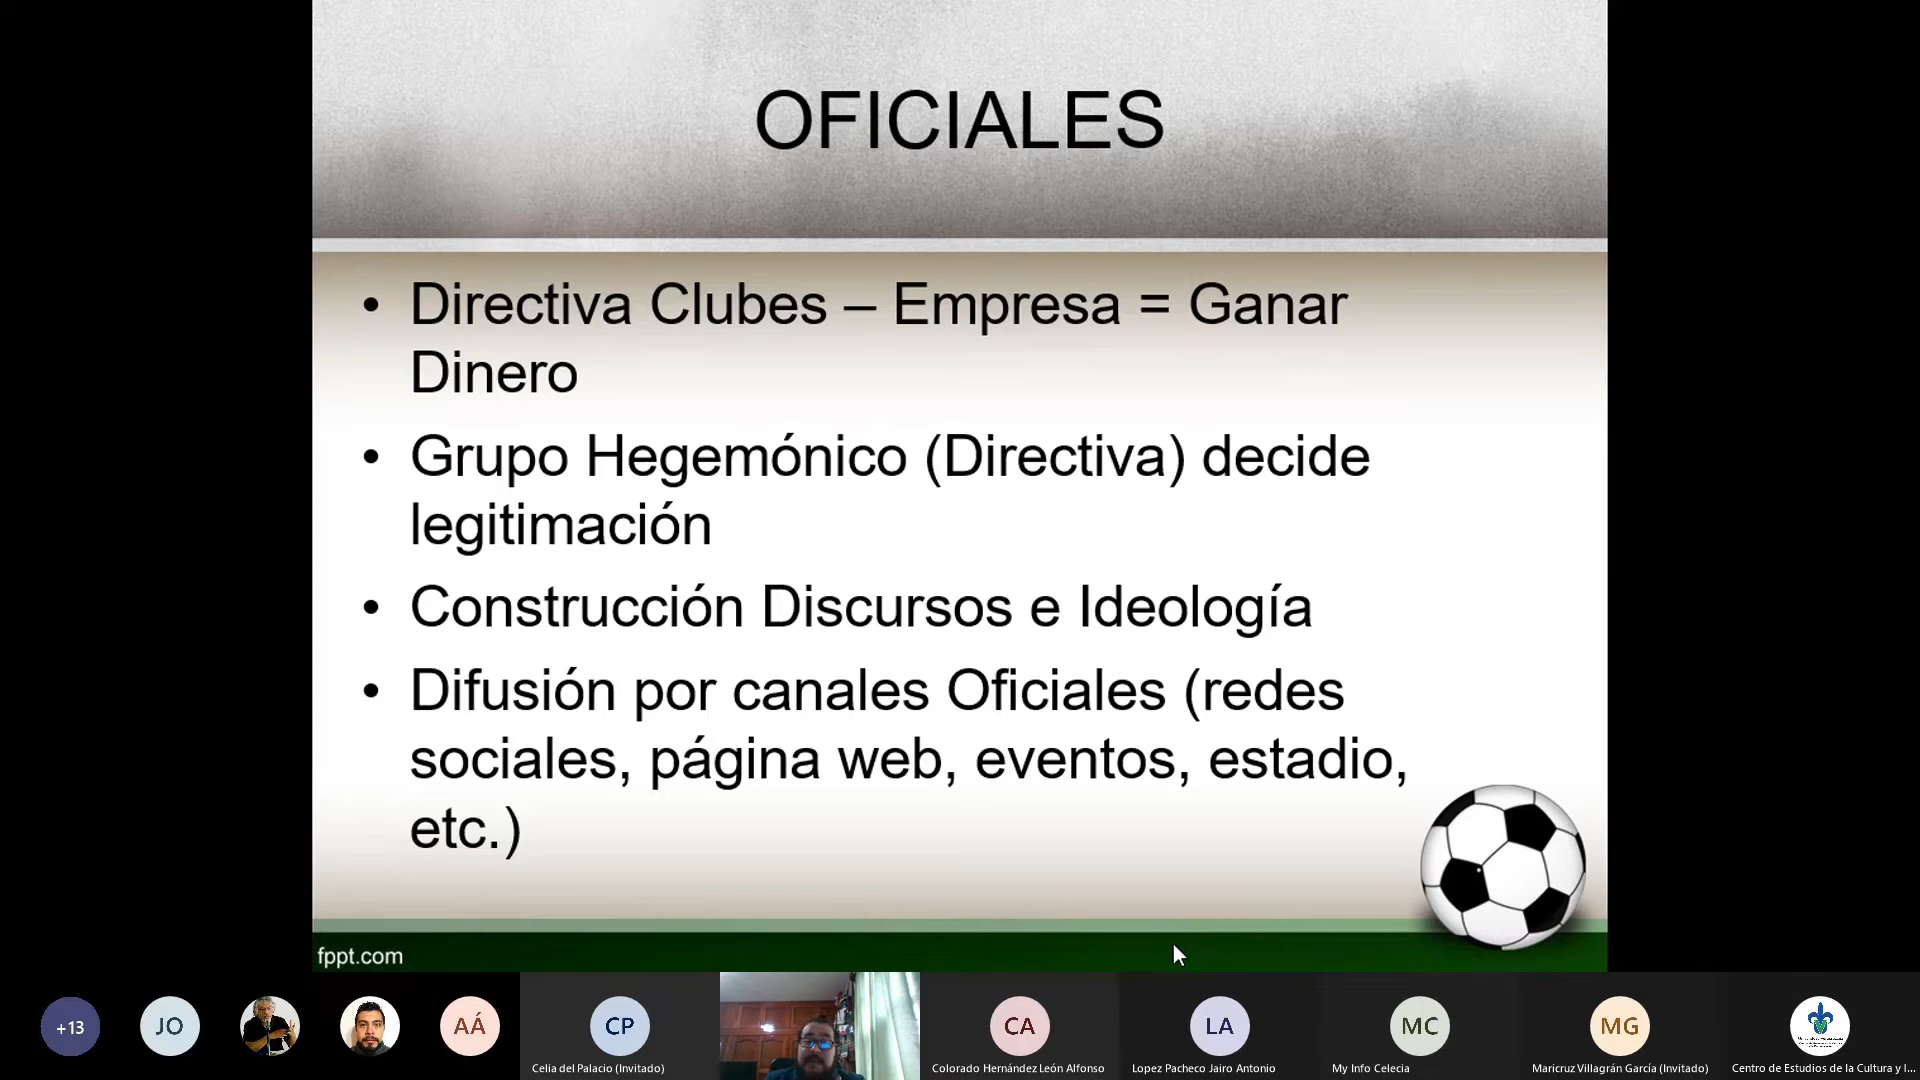 OFICIALES
• Directiva Clubes – Empresa = Ganar
Dinero
• Grupo Hegemónico (Directiva) decide
legitimación
• Construcción Discursos e Ideología
• Difusión por canales Oficiales (redes
sociales, página web, eventos, estadio,
etc.)
fppt.com
+13
JO
AÁ
CP
CA
LA
MC
MG
Celia del Palacio (Invitado)
Colorado Hernández León Alfonso
Lopez Pacheco Jairo Antonio
My Info Celecia
Maricruz Villagrán García (Invitado)
Centro de Estudios de la Cultura y l...